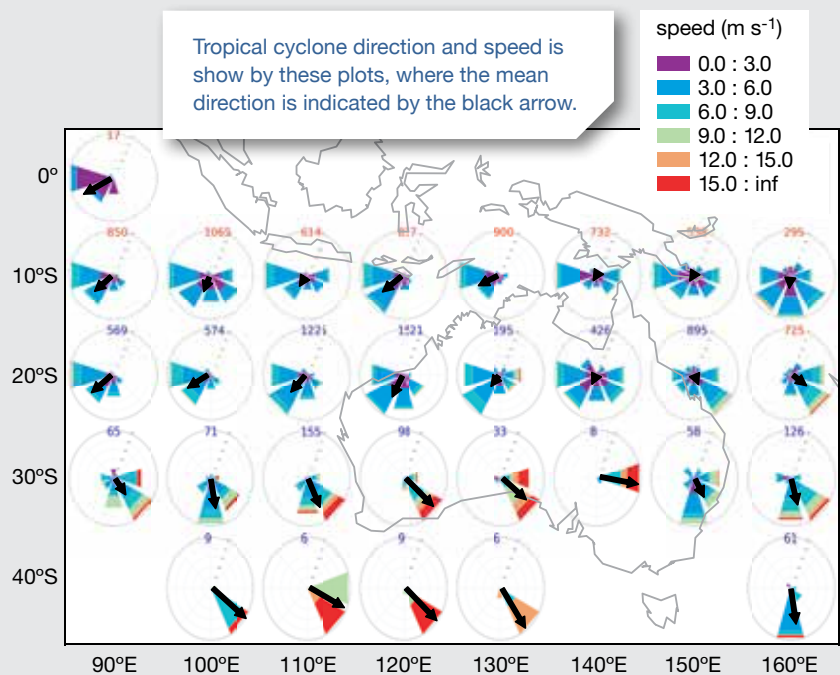 Tropical cyclone direction and speed is
show by these plots, where the mean
direction is indicated by the black arrow.
speed (m s⁻¹)
0.0 : 3.0
3.0 : 6.0
6.0 : 9.0
9.0 : 12.0
12.0 : 15.0
15.0 : inf
17
0º
850 1065 614 900 732 295
10ºS
569 574 1521 195 426 895 725
20ºS
65 71 155 98 33 8 58 126
30ºS
9 6 9 6 61
40ºS
90ºE 100ºE 110ºE 120ºE 130ºE 140ºE 150ºE 160ºE